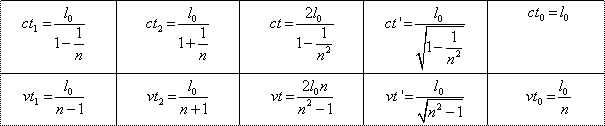 ct₁ = l₀ / (1 − 1/n)   ct₂ = l₀ / (1 + 1/n)   ct = 2l₀ / (1 − 1/n²)   ct ' = l₀ / √(1 − 1/n²)   ct₀ = l₀
vt₁ = l₀ / (n − 1)   vt₂ = l₀ / (n + 1)   vt = 2l₀n / (n² − 1)   vt ' = l₀ / √(n² − 1)   vt₀ = l₀ / n